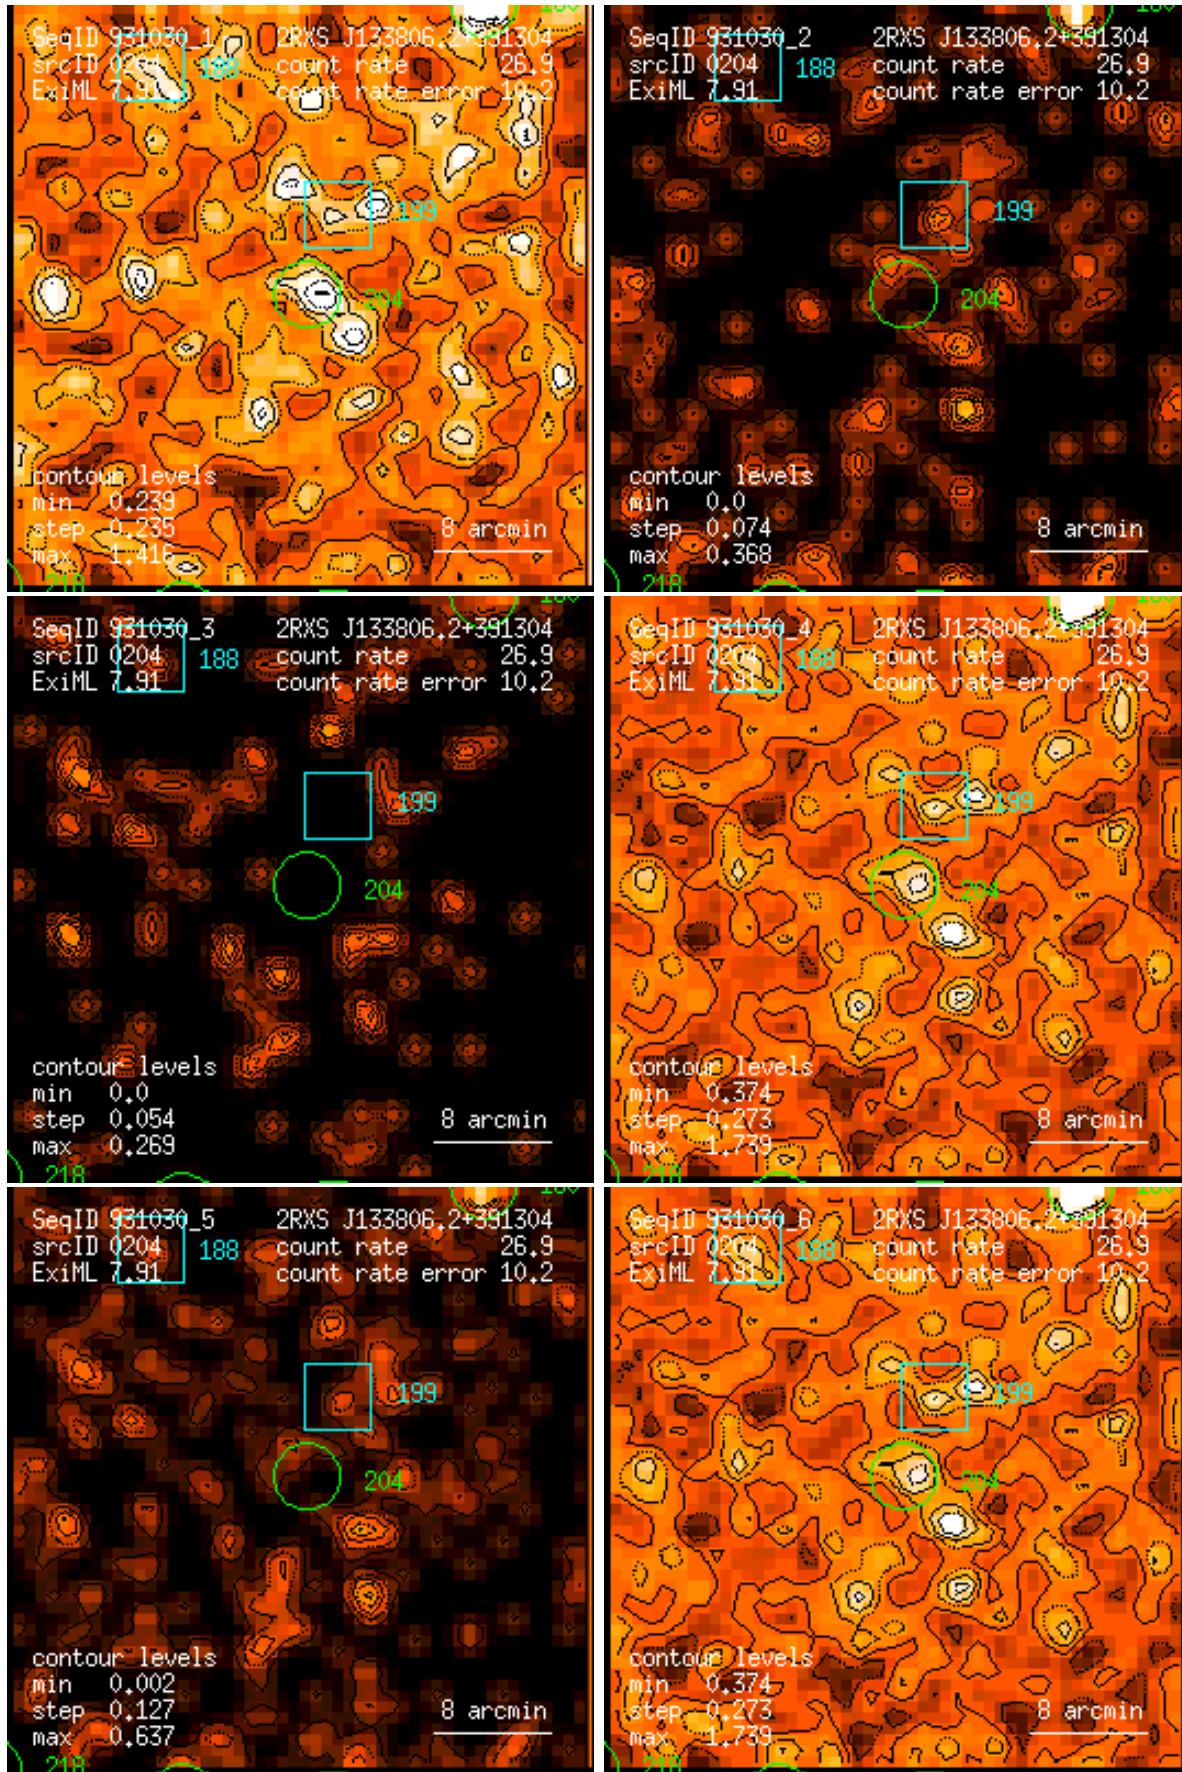 SeqID 931030_1 2RXS J133806.2+391304
srcID 0204 188 count rate 26.9
ExiML 7.91 count rate error 10.2
199
204
contour levels
min 0.239
step 0.235 8 arcmin
max 1.416
218
SeqID 931030_2 2RXS J133806.2+391304
srcID 0204 188 count rate 26.9
ExiML 7.91 count rate error 10.2
199
204
contour levels
min 0.0
step 0.074 8 arcmin
max 0.368
218
SeqID 931030_3 2RXS J133806.2+391304
srcID 0204 188 count rate 26.9
ExiML 7.91 count rate error 10.2
199
204
contour levels
min 0.0
step 0.054 8 arcmin
max 0.269
218
SeqID 931030_4 2RXS J133806.2+391304
srcID 0204 188 count rate 26.9
ExiML 7.91 count rate error 10.2
199
204
contour levels
min 0.374
step 0.273 8 arcmin
max 1.739
218
SeqID 931030_5 2RXS J133806.2+391304
srcID 0204 188 count rate 26.9
ExiML 7.91 count rate error 10.2
199
204
contour levels
min 0.002
step 0.127 8 arcmin
max 0.637
218
SeqID 931030_6 2RXS J133806.2+391304
srcID 0204 188 count rate 26.9
ExiML 7.91 count rate error 10.2
199
204
contour levels
min 0.374
step 0.273 8 arcmin
max 1.739
218